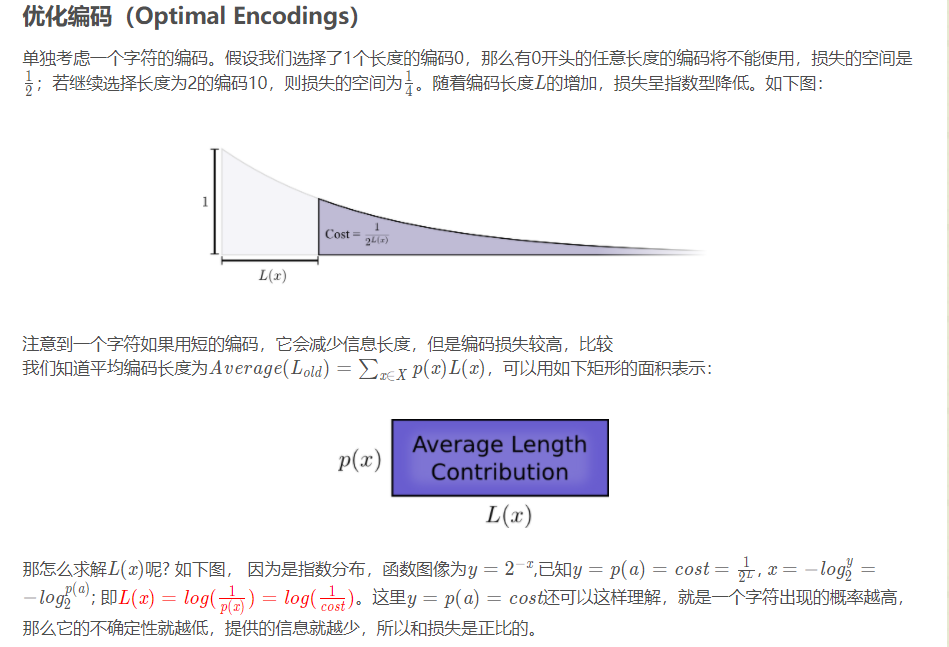 优化编码（Optimal Encodings）
单独考虑一个字符的编码。假设我们选择了1个长度的编码0，那么有0开头的任意长度的编码将不能使用，损失的空间是
$\frac{1}{2}$；若继续选择长度为2的编码10，则损失的空间为$\frac{1}{4}$。随着编码长度$L$的增加，损失呈指数型降低。如下图：
1
Cost = $\frac{1}{2^{L(x)}}$
$L(x)$
注意到一个字符如果用短的编码，它会减少信息长度，但是编码损失较高，比较
我们知道平均编码长度为$Average(L_{old}) = \sum_{x \in X} p(x)L(x)$，可以用如下矩形的面积表示：
Average Length
$p(x)$
Contribution
$L(x)$
那怎么求解$L(x)$呢? 如下图， 因为是指数分布，函数图像为$y = 2^{-x}$,已知$y = p(a) = cost = \frac{1}{2^L}$, $x = -log_2^y =$
$-log_2^{p(a)}$; 即$L(x) = log(\frac{1}{p(x)}) = log(\frac{1}{cost})$。这里$y = p(a) = cost$还可以这样理解，就是一个字符出现的概率越高，
那么它的不确定性就越低，提供的信息就越少，所以和损失是正比的。